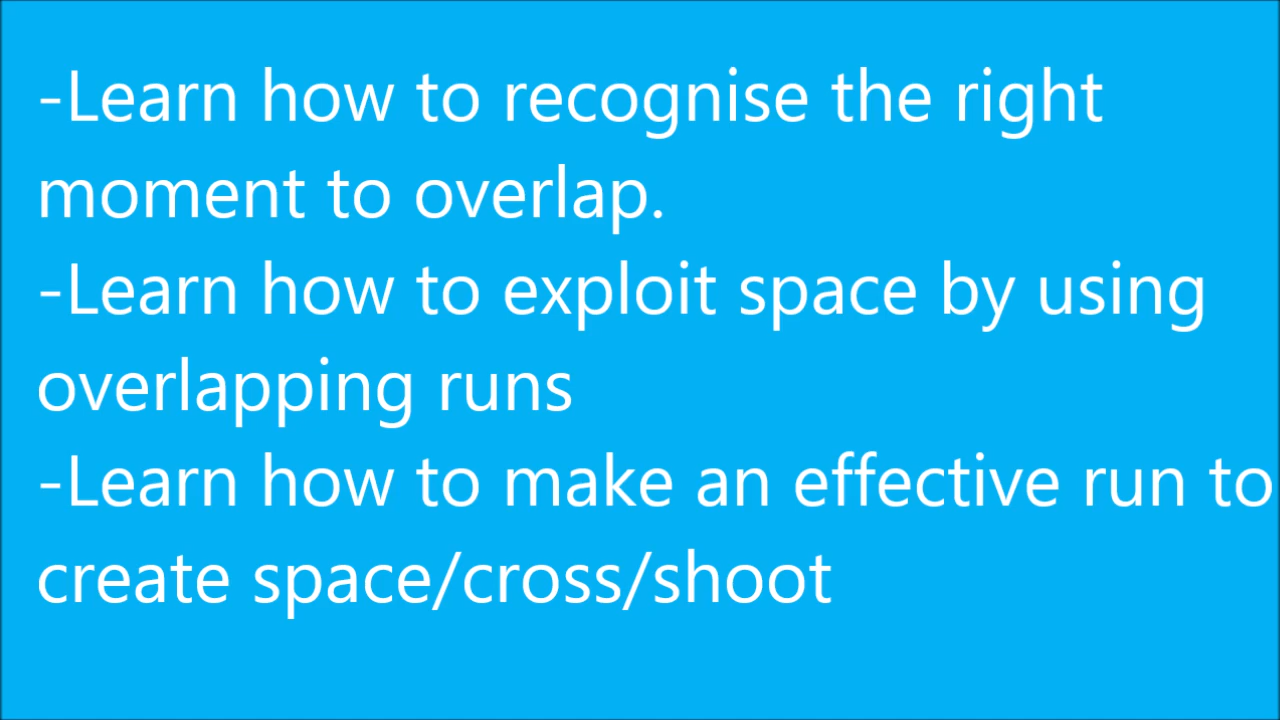 -Learn how to recognise the right
moment to overlap.
-Learn how to exploit space by using
overlapping runs
-Learn how to make an effective run to
create space/cross/shoot